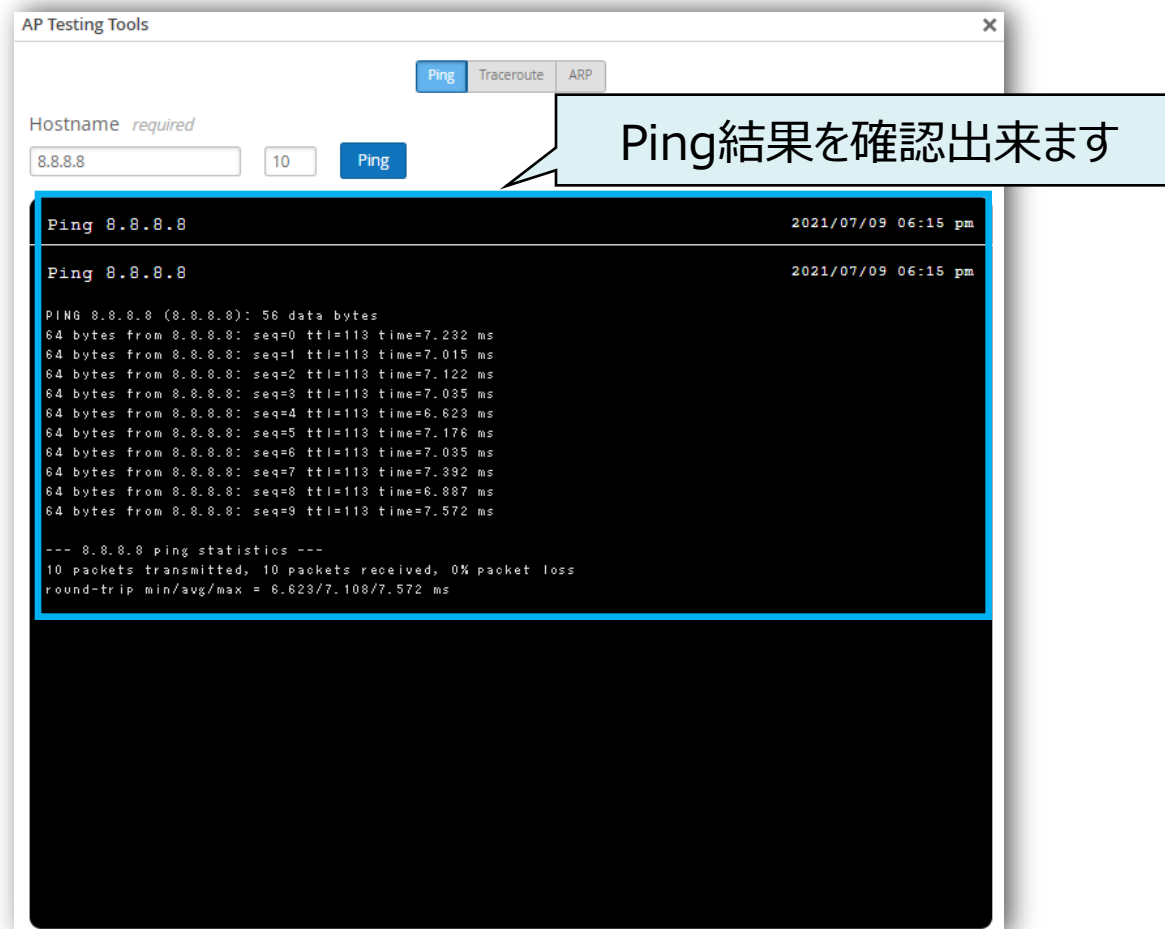 AP Testing Tools ×
Ping Traceroute ARP
Ping結果を確認出来ます
Hostname required
8.8.8.8 10 Ping
Ping 8.8.8.8 2021/07/09 06:15 pm
Ping 8.8.8.8 2021/07/09 06:15 pm
PING 8.8.8.8 (8.8.8.8): 56 data bytes
64 bytes from 8.8.8.8: seq=0 ttl=113 time=7.232 ms
64 bytes from 8.8.8.8: seq=1 ttl=113 time=7.015 ms
64 bytes from 8.8.8.8: seq=2 ttl=113 time=7.122 ms
64 bytes from 8.8.8.8: seq=3 ttl=113 time=7.035 ms
64 bytes from 8.8.8.8: seq=4 ttl=113 time=6.623 ms
64 bytes from 8.8.8.8: seq=5 ttl=113 time=7.176 ms
64 bytes from 8.8.8.8: seq=6 ttl=113 time=7.035 ms
64 bytes from 8.8.8.8: seq=7 ttl=113 time=7.392 ms
64 bytes from 8.8.8.8: seq=8 ttl=113 time=6.887 ms
64 bytes from 8.8.8.8: seq=9 ttl=113 time=7.572 ms
--- 8.8.8.8 ping statistics ---
10 packets transmitted, 10 packets received, 0% packet loss
round-trip min/avg/max = 6.623/7.108/7.572 ms